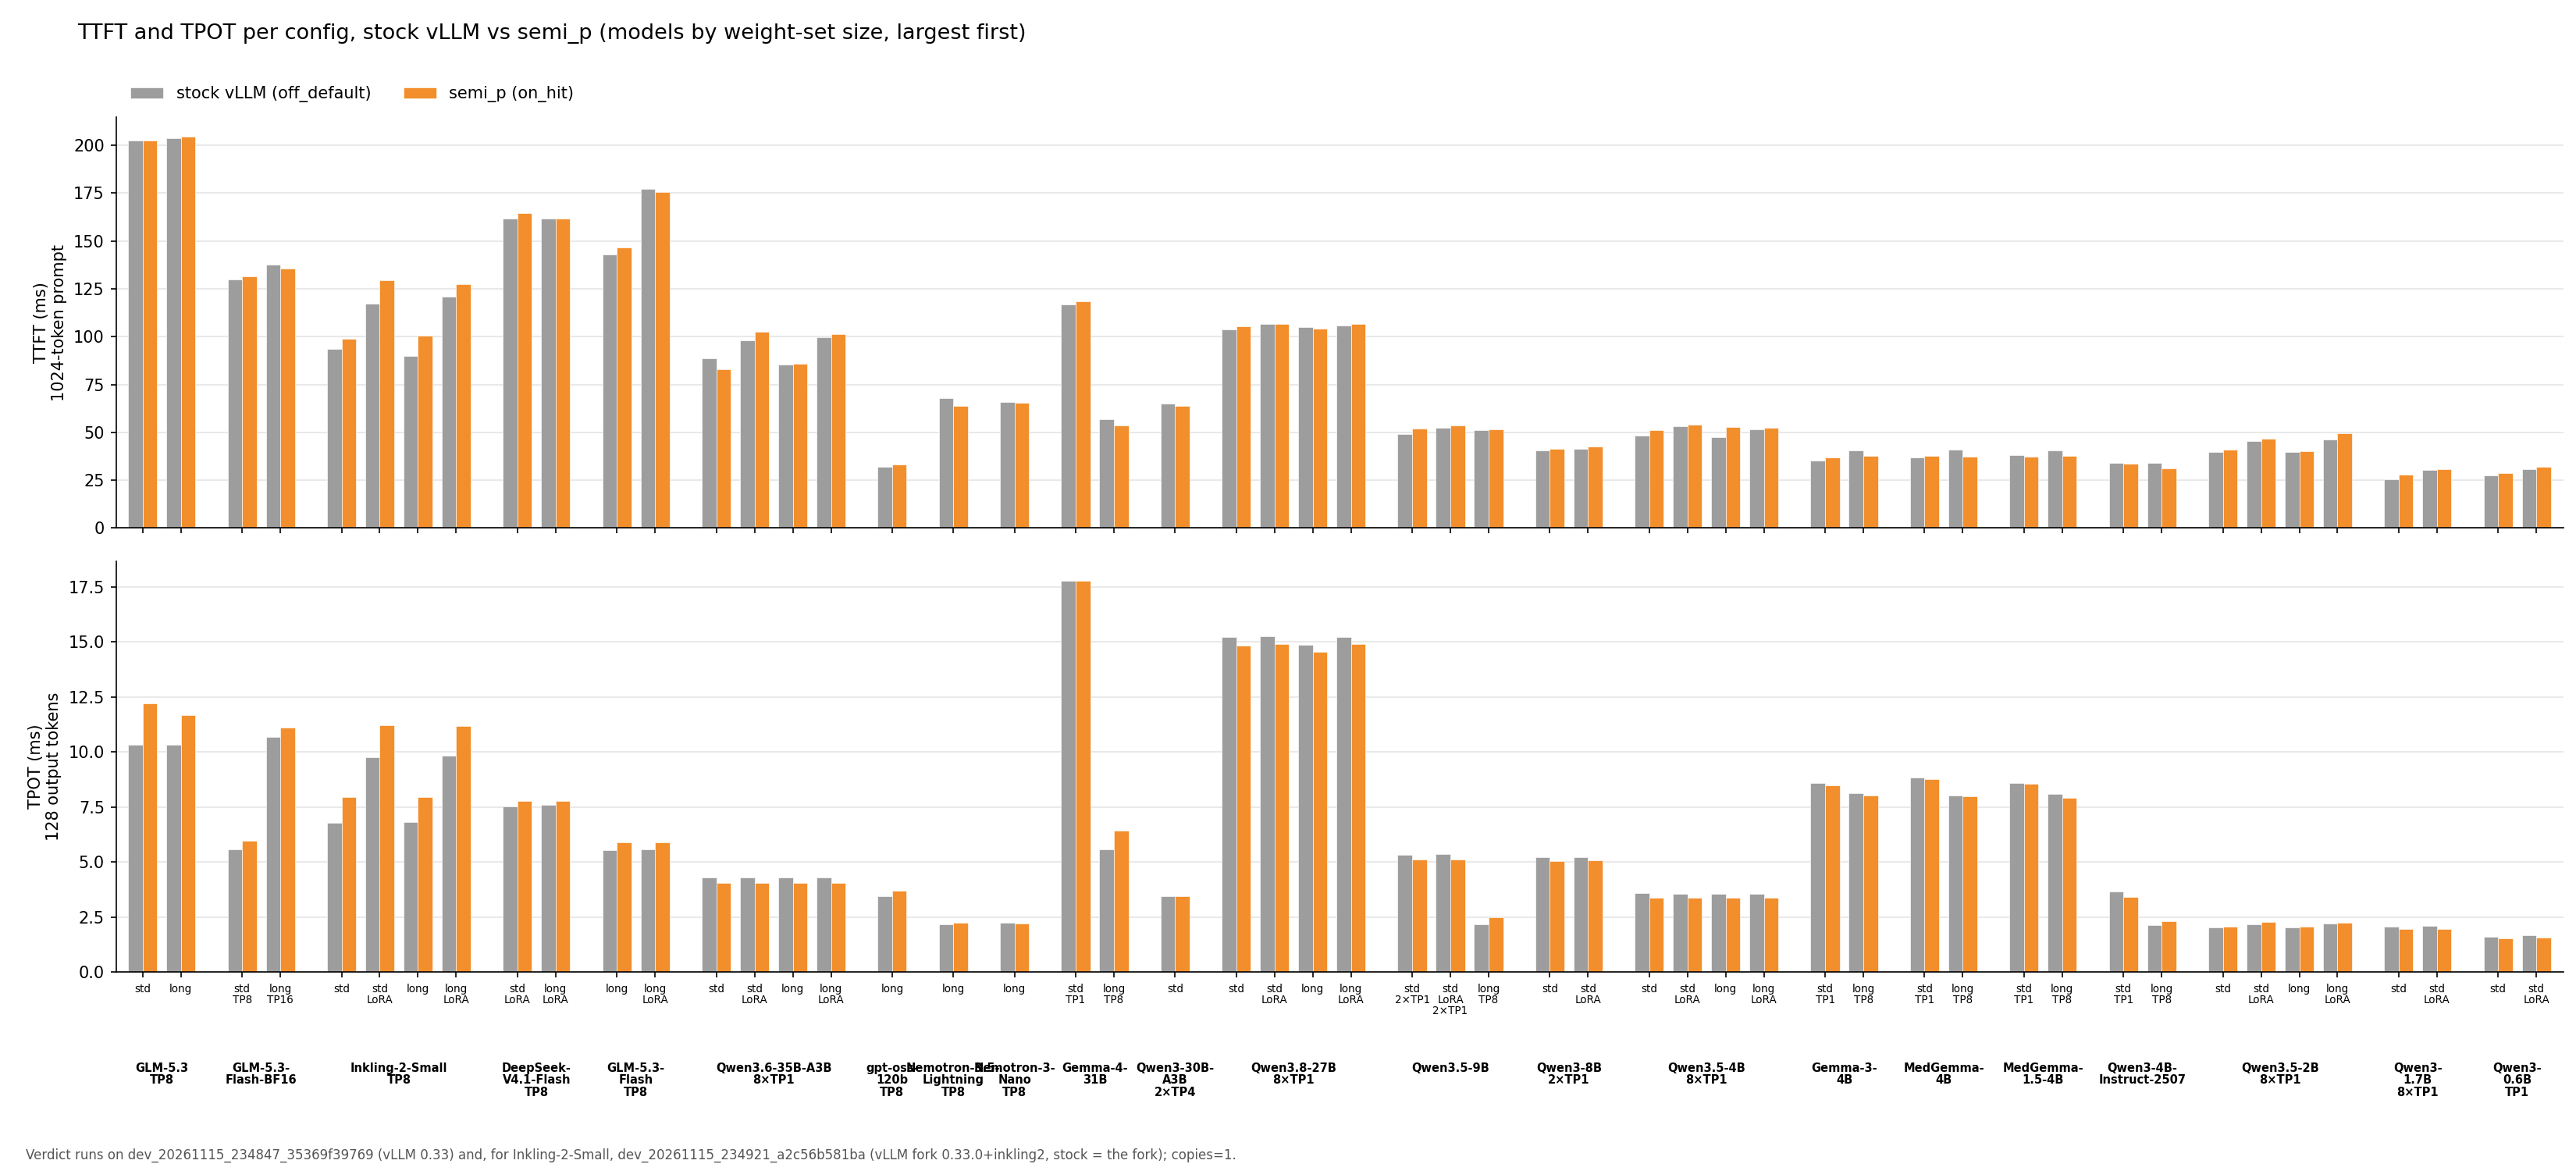 TTFT and TPOT per config, stock vLLM vs semi_p (models by weight-set size, largest first)
stock vLLM (off_default) semi_p (on_hit)
TTFT (ms)
1024-token prompt
200
175
150
125
100
75
50
25
0
TPOT (ms)
128 output tokens
17.5
15.0
12.5
10.0
7.5
5.0
2.5
0.0
std long std long std std long long std long long long std std long long long long long std long std std std long long std std long std std std std long long std long std long std long std long std std long long std std std std
TP8 TP16 LoRA LoRA LoRA LoRA LoRA LoRA LoRA TP1 TP8 LoRA LoRA 2×TP1 LoRA TP8 LoRA LoRA LoRA TP1 TP8 TP1 TP8 TP1 TP8 TP1 TP8 LoRA LoRA LoRA LoRA
2×TP1
GLM-5.3 GLM-5.3- Inkling-2-Small DeepSeek- GLM-5.3- Qwen3.6-35B-A3B Gemma-4- Qwen3-30B- Qwen3.8-27B Qwen3.5-9B Qwen3-8B Qwen3.5-4B Gemma-3- MedGemma- MedGemma- Qwen3-4B- Qwen3.5-2B Qwen3- Qwen3-
TP8 Flash-BF16 TP8 V4.1-Flash Flash 8×TP1 120b Lightning Nano 31B A3B 8×TP1 2×TP1 8×TP1 4B 4B 1.5-4B Instruct-2507 8×TP1 1.7B 0.6B
TP8 TP8 TP8 TP8 TP8 2×TP4 8×TP1 TP1
Verdict runs on dev_20261115_234847_35369f39769 (vLLM 0.33) and, for Inkling-2-Small, dev_20261115_234921_a2c56b581ba (vLLM fork 0.33.0+inkling2, stock = the fork); copies=1.